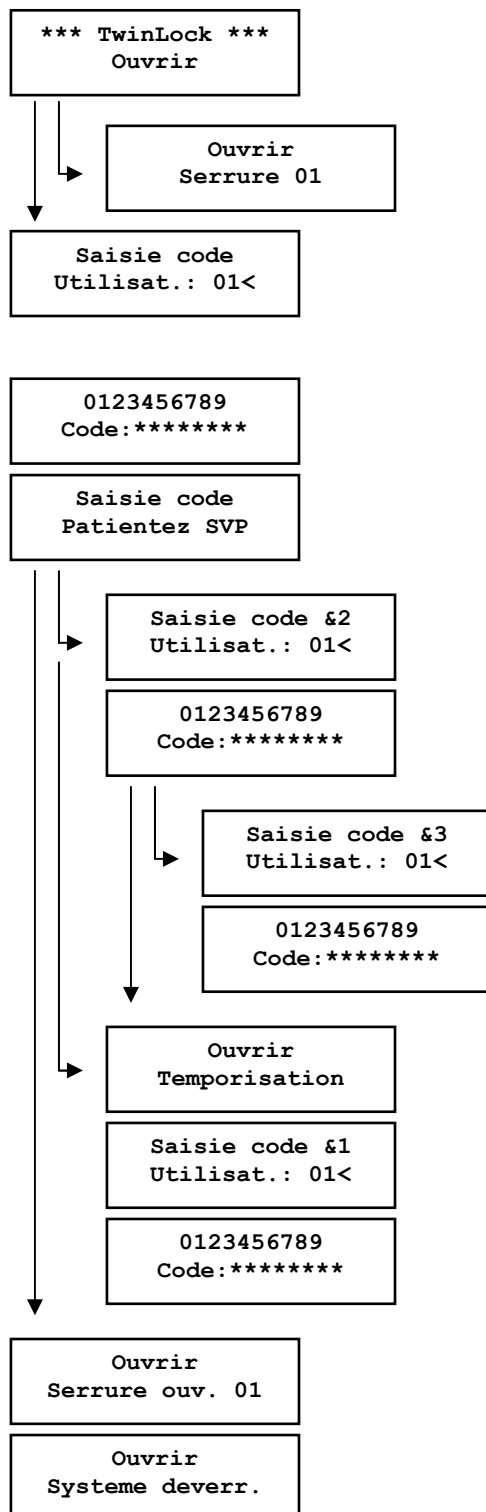 *** TwinLock ***
Ouvrir
Ouvrir
Serrure 01
Saisie code
Utilisat.: 01<
0123456789
Code:********
Saisie code
Patientez SVP
Saisie code &2
Utilisat.: 01<
0123456789
Code:********
Saisie code &3
Utilisat.: 01<
0123456789
Code:********
Ouvrir
Temporisation
Saisie code &1
Utilisat.: 01<
0123456789
Code:********
Ouvrir
Serrure ouv. 01
Ouvrir
Systeme deverr.